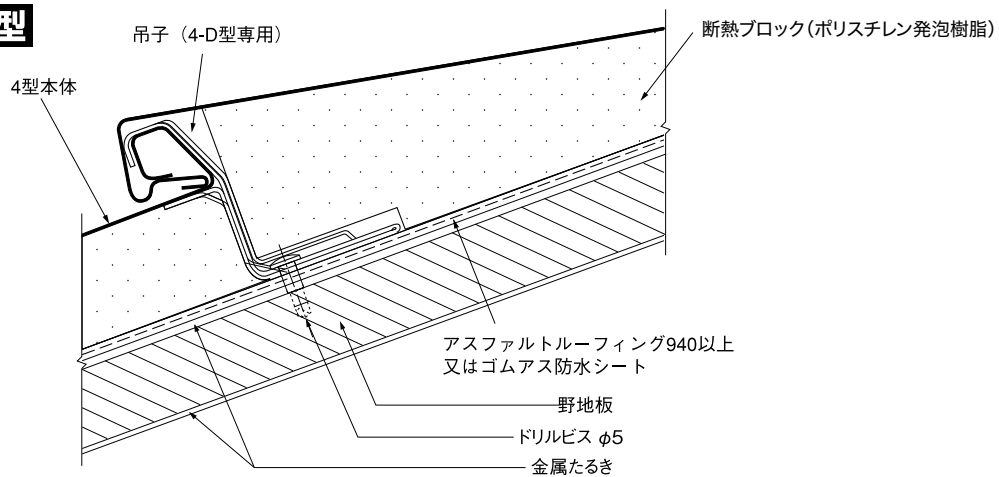 型
吊子（4-D型専用）
断熱ブロック（ポリスチレン発泡樹脂）
4型本体
アスファルトルーフィング940以上
又はゴムアス防水シート
野地板
ドリルビス φ5
金属たるき